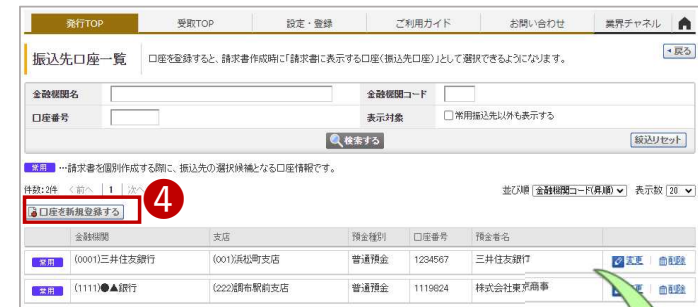 発行TOP 受取TOP 設定・登録 ご利用ガイド お問い合わせ 業界チャネル
振込先口座一覧 口座を登録すると、請求書作成時に「請求書に表示する口座(振込先口座)」として選択できるようになります。 戻る
金融機関名 金融機関コード
口座番号 表示対象 常用振込先以外も表示する
検索する 絞込リセット
常用 …請求書を個別作成する際に、振込先の選択候補となる口座情報です。
件数:2件 <前へ | 1 | 次へ 並び順 金融機関コード(昇順) 表示数 20
4
口座を新規登録する
金融機関 支店 預金種別 口座番号 預金者名
常用 (0001)三井住友銀行 (001)浜松町支店 普通預金 1234567 三井住友銀行 変更 削除
常用 (1111)●▲銀行 (222)調布駅前支店 普通預金 1119824 株式会社東京商事 変更 削除